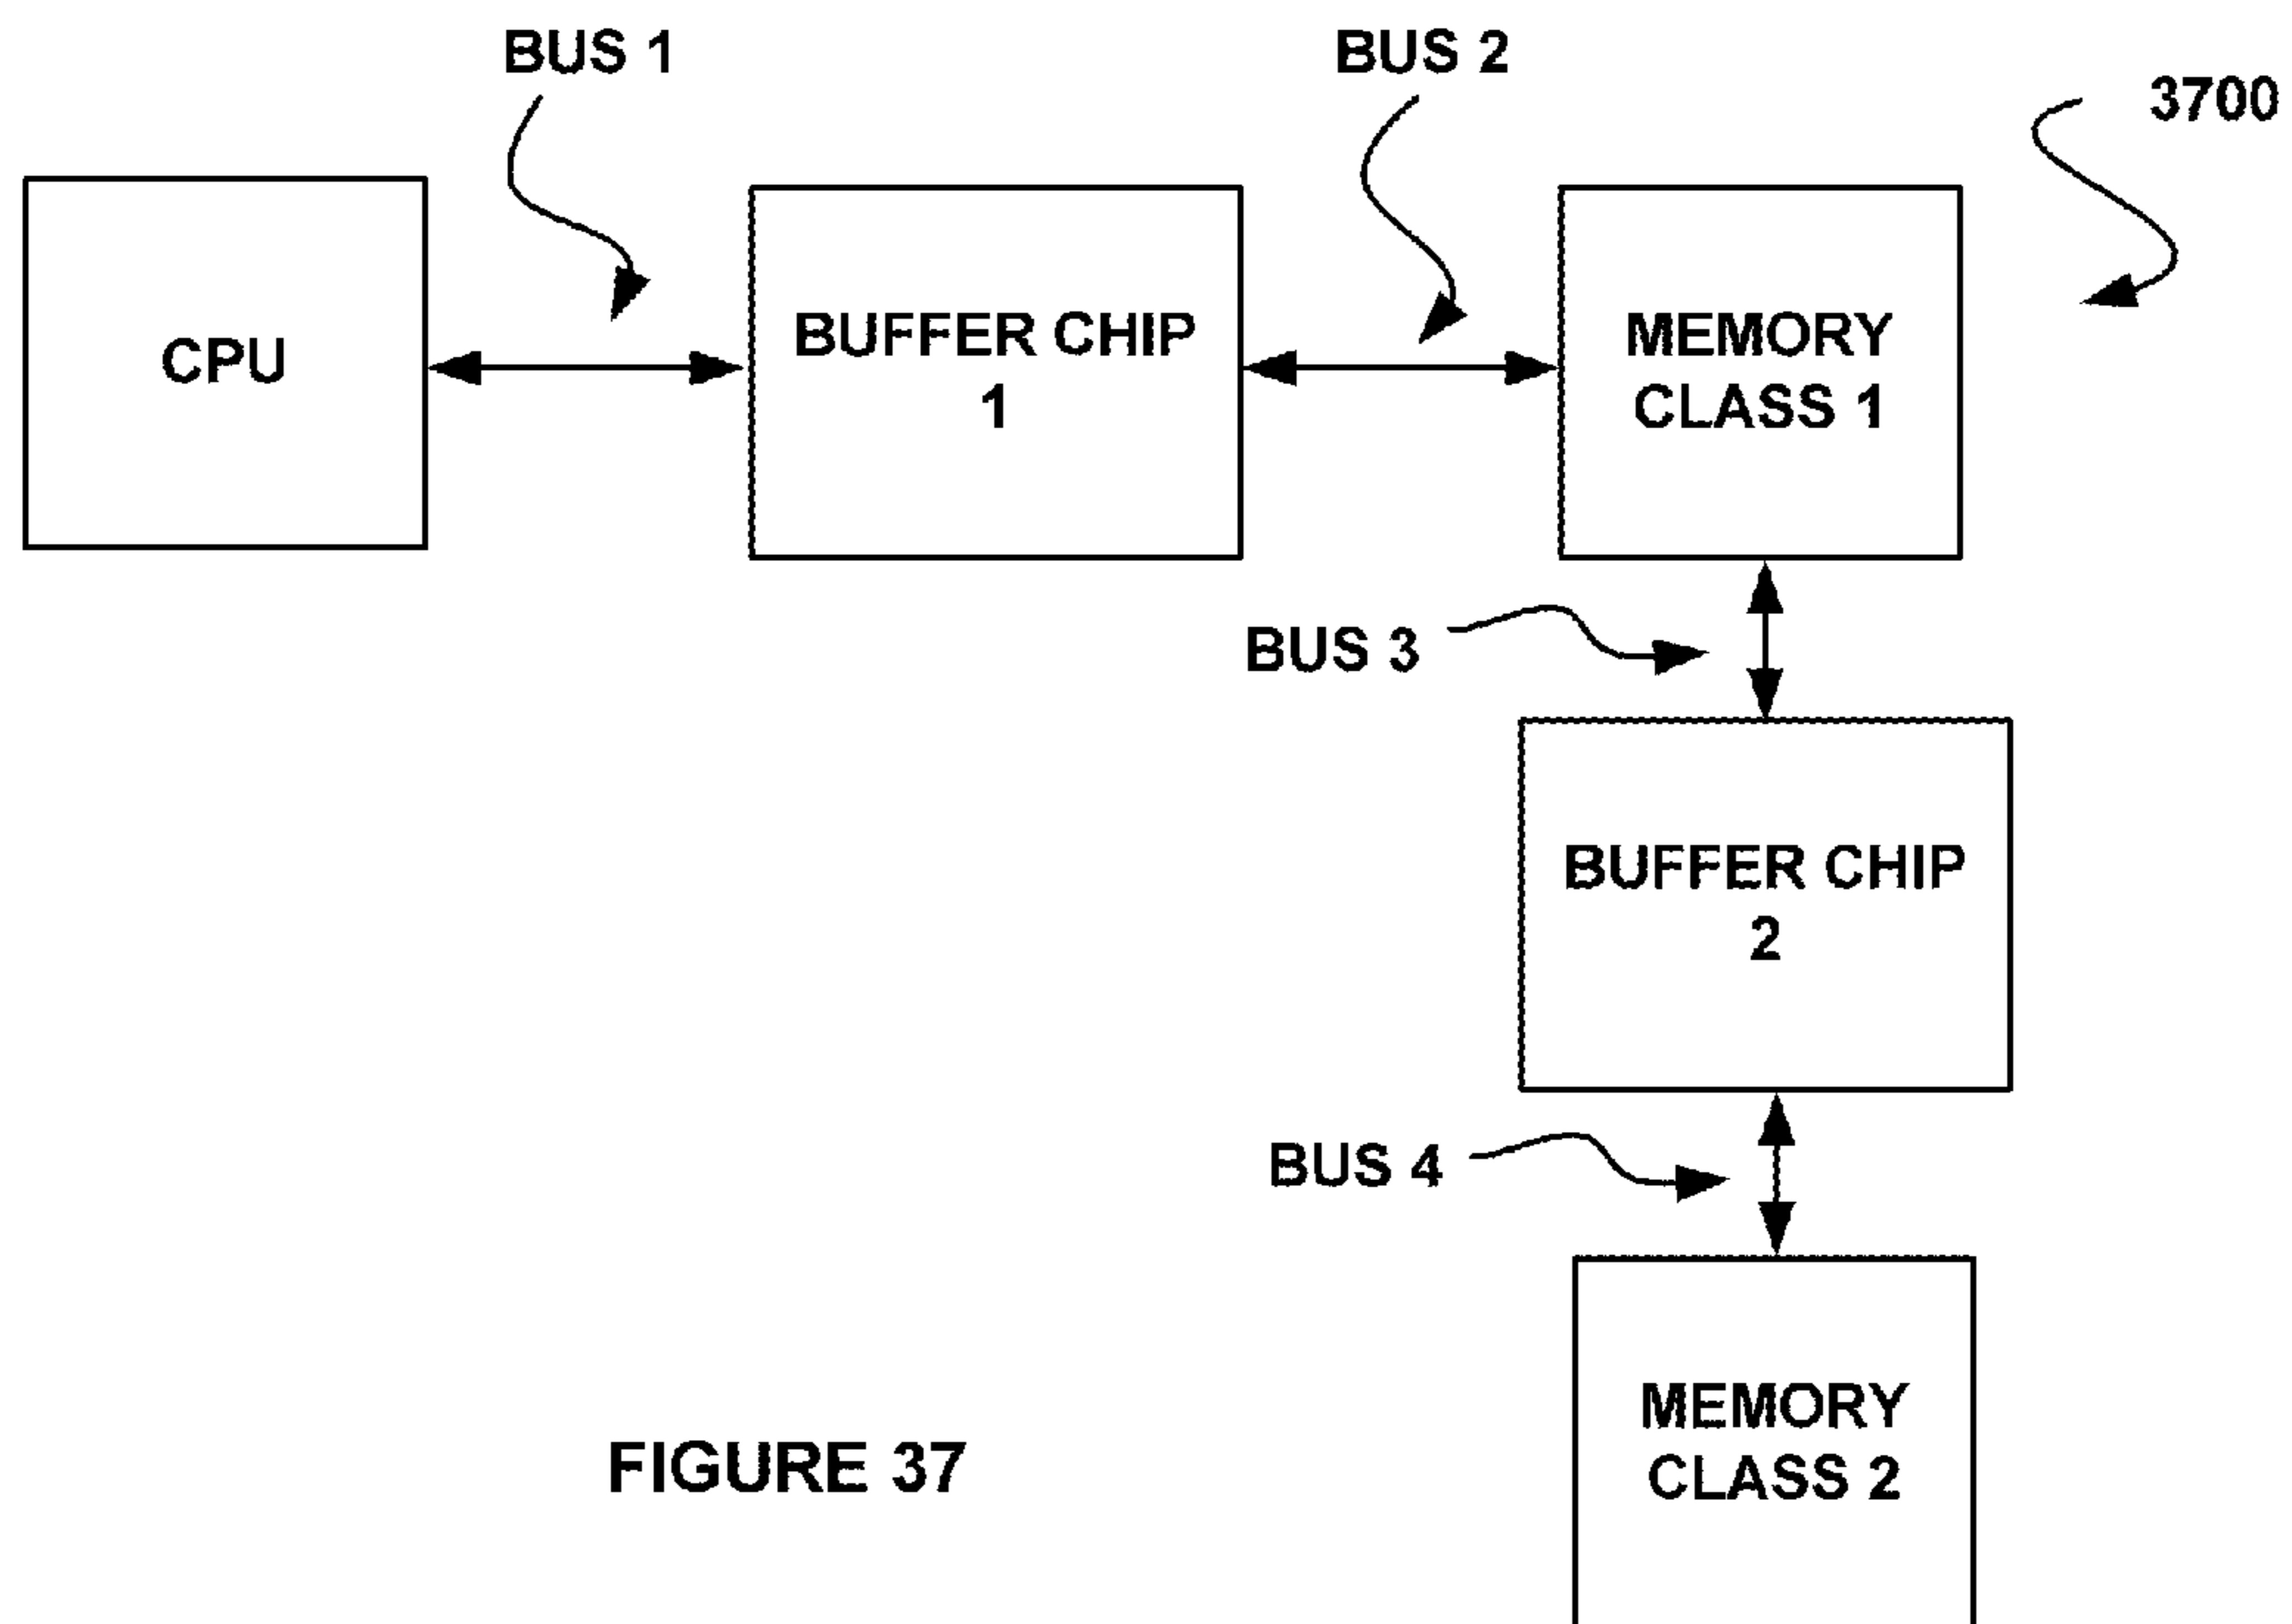 BUS 1
BUS 2
3700
CPU
BUFFER CHIP
1
MEMORY
CLASS 1
BUS 3
BUFFER CHIP
2
BUS 4
MEMORY
CLASS 2
FIGURE 37